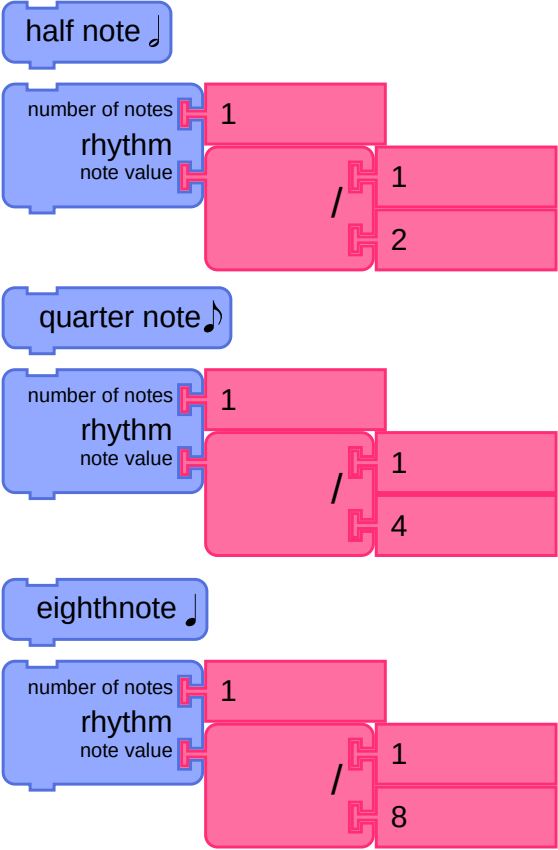 half note 𝅗𝅥
number of notes 1
rhythm
note value / 1
2
quarter note ♪
number of notes 1
rhythm
note value / 1
4
eighthnote ♩
number of notes 1
rhythm
note value / 1
8